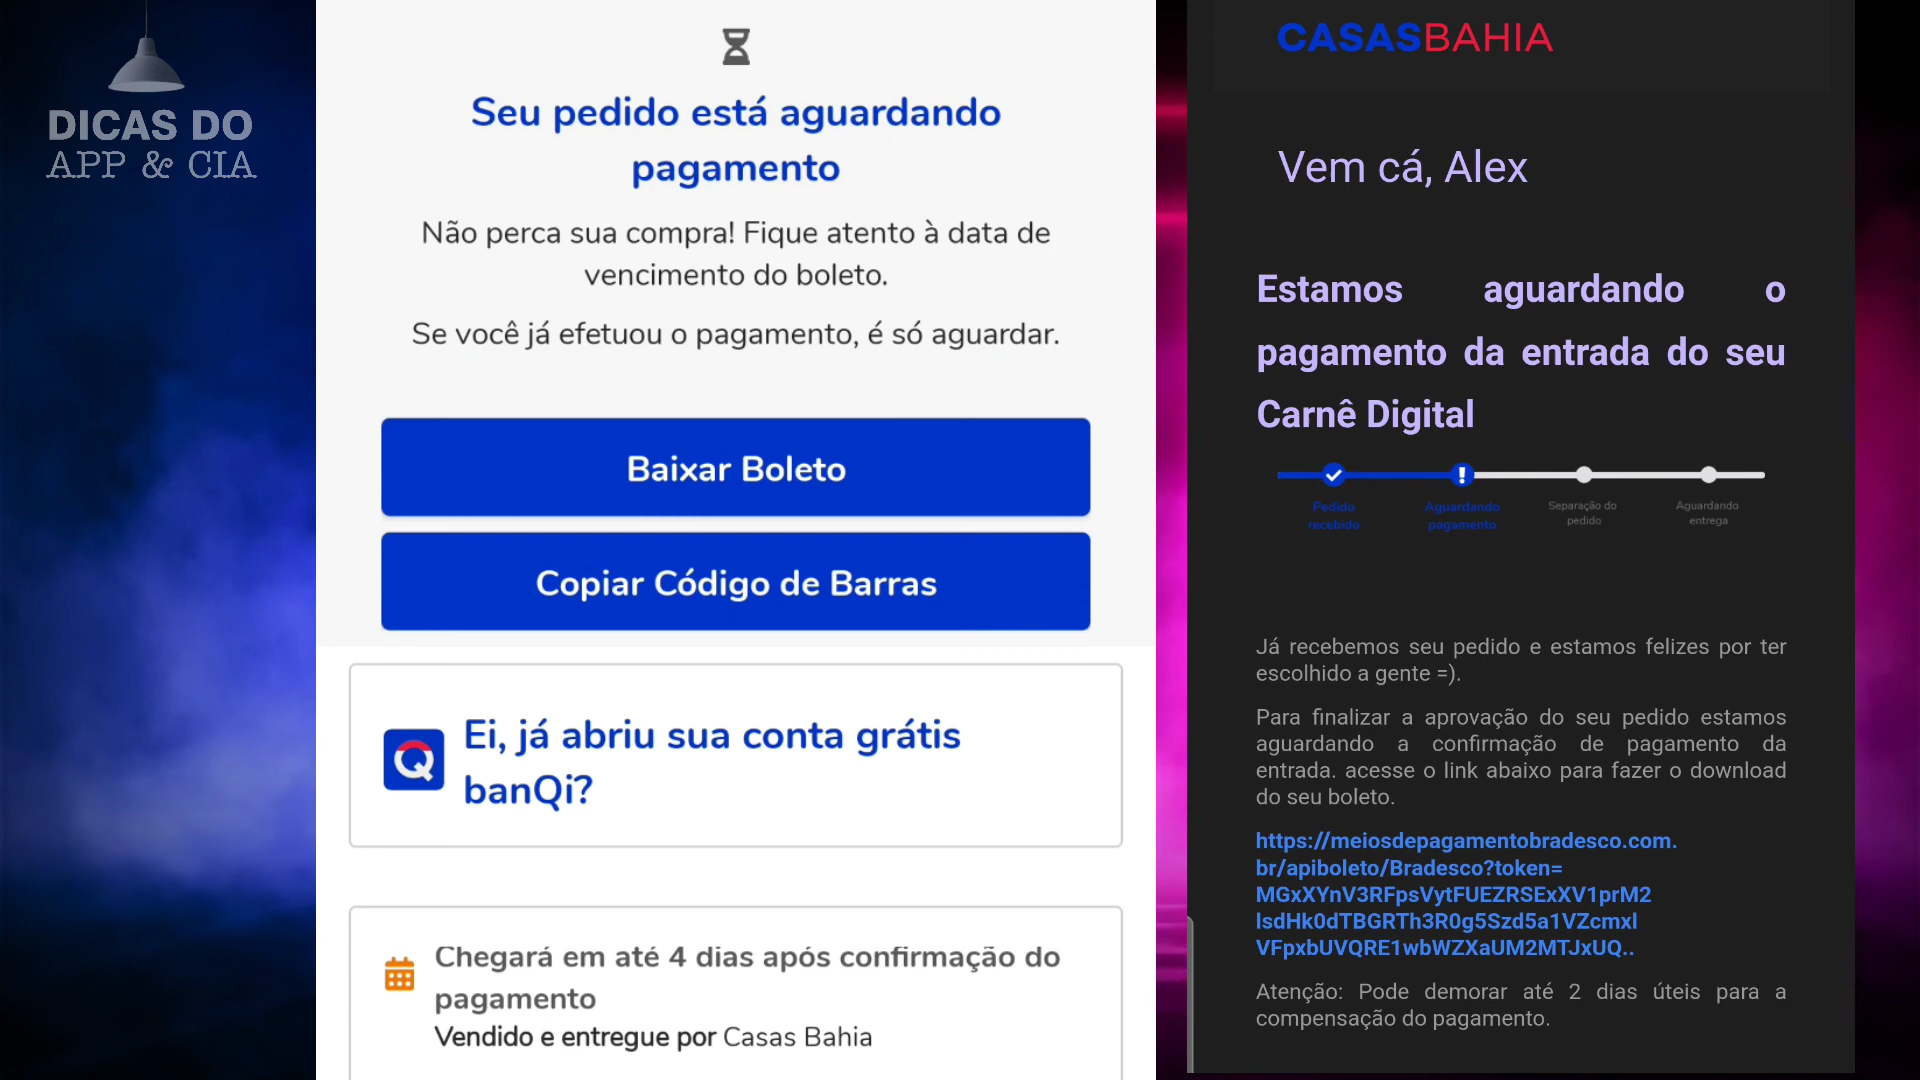 DICAS DO
APP & CIA
Seu pedido está aguardando
pagamento
Não perca sua compra! Fique atento à data de
vencimento do boleto.
Se você já efetuou o pagamento, é só aguardar.
Baixar Boleto
Copiar Código de Barras
Ei, já abriu sua conta grátis
banQi?
Chegará em até 4 dias após confirmação do
pagamento
Vendido e entregue por Casas Bahia
CASASBAHIA
Vem cá, Alex
Estamos aguardando o
pagamento da entrada do seu
Carnê Digital
Pedido
recebido
Aguardando
pagamento
Separação do
pedido
Aguardando
entrega
Já recebemos seu pedido e estamos felizes por ter
escolhido a gente =).
Para finalizar a aprovação do seu pedido estamos
aguardando a confirmação de pagamento da
entrada. acesse o link abaixo para fazer o download
do seu boleto.
https://meiosdepagamentobradesco.com.
br/apiboleto/Bradesco?token=
MGxXYnV3RFpsVytFUEZRSExXV1prM2
lsdHk0dTBGRTh3R0g5Szd5a1VZcmxl
VFpxbUVQRE1wbWZXaUM2MTJxUQ..
Atenção: Pode demorar até 2 dias úteis para a
compensação do pagamento.